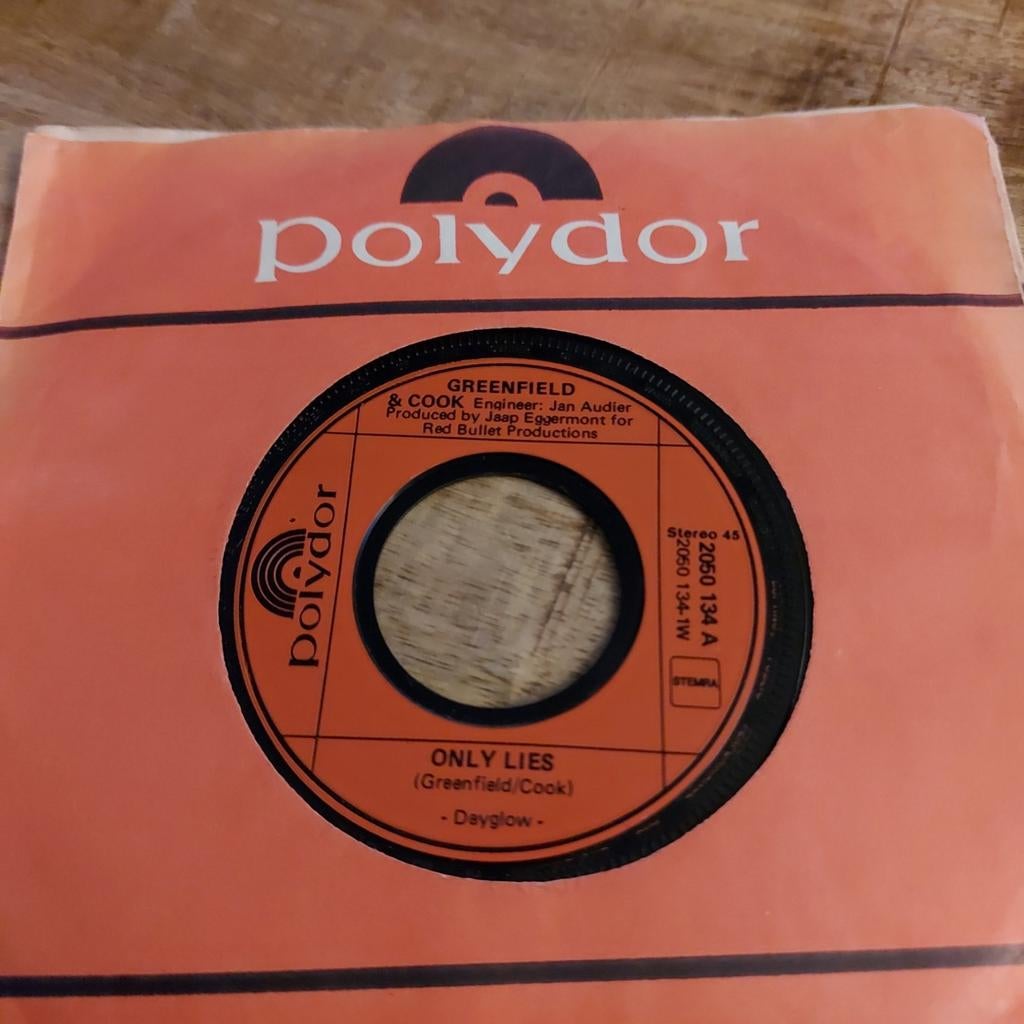 polydor
GREENFIELD
& COOK Engineer: Jan Audier
Produced by Jaap Eggermont for
Red Bullet Productions
polydor
Stereo 45
2050 134 A
2050 134-1W
STEMRA
ONLY LIES
(Greenfield/Cook)
- Dayglow -